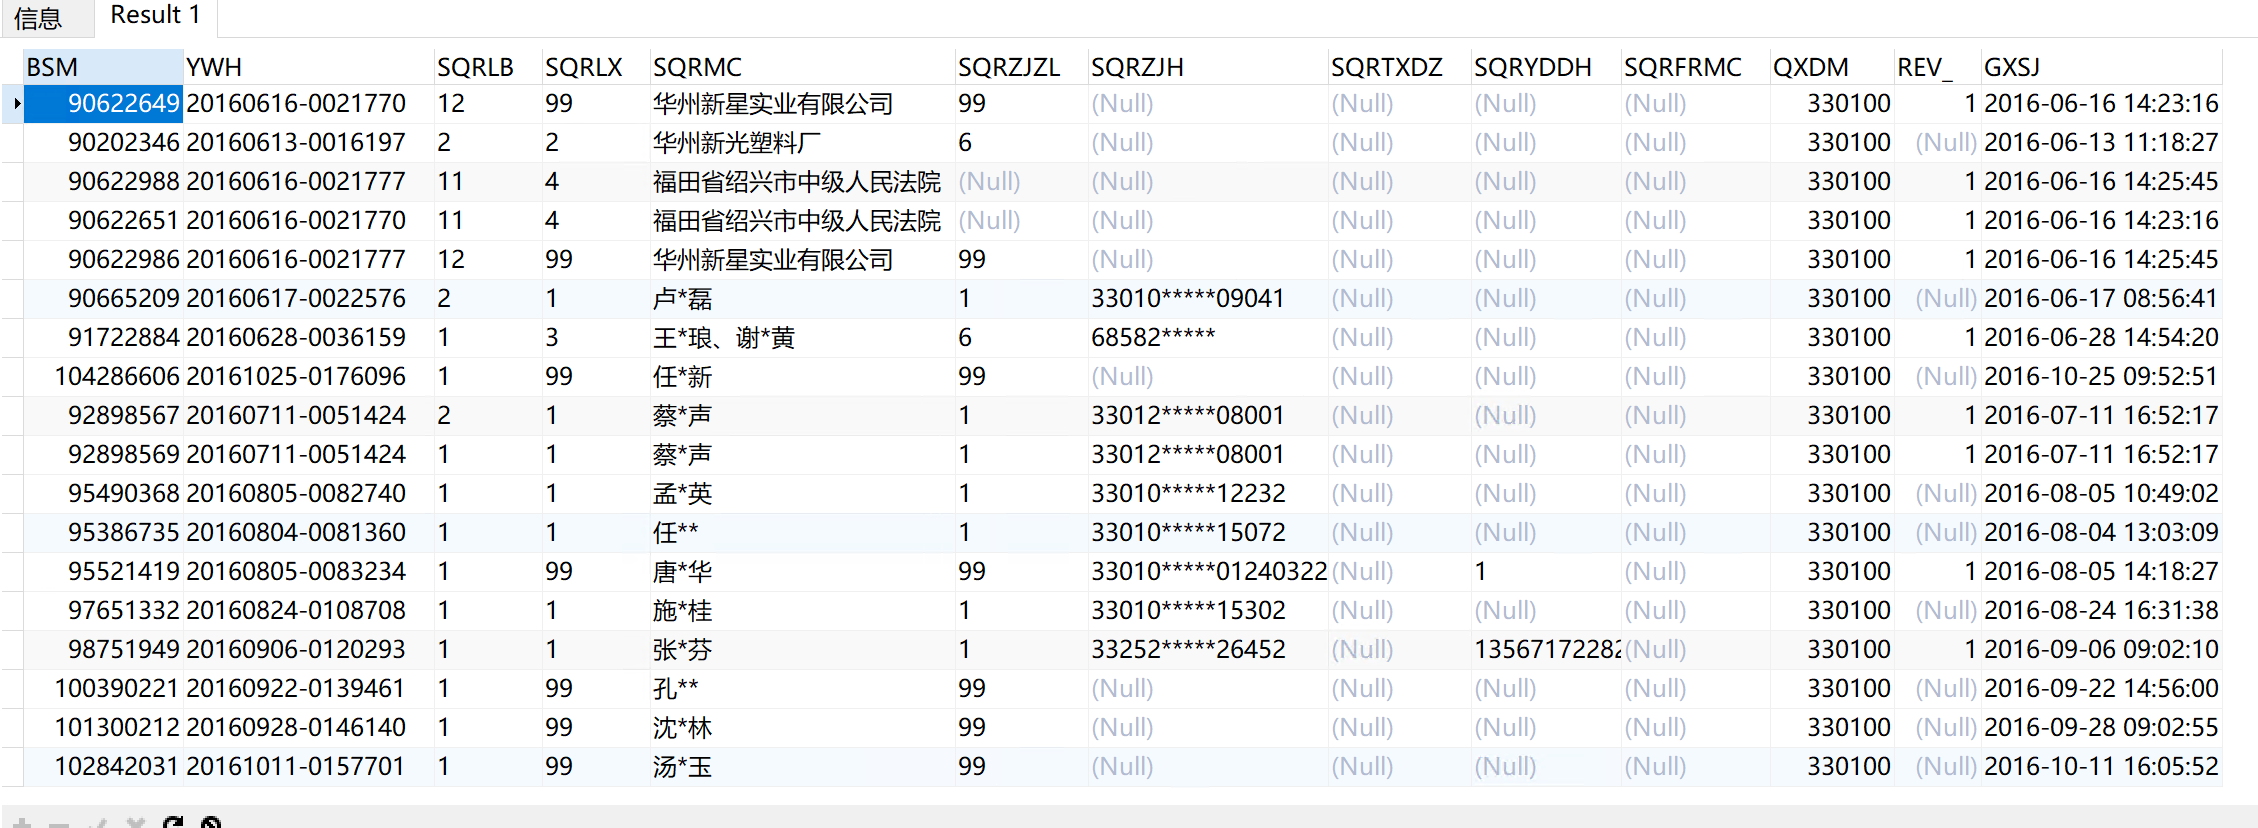 信息 Result 1
BSM YWH SQRLB SQRLX SQRMC SQRZJZL SQRZJH SQRTXDZ SQRYDDH SQRFRMC QXDM REV_ GXSJ
90622649 20160616-0021770 12 99 华州新星实业有限公司 99 (Null) (Null) (Null) (Null) 330100 1 2016-06-16 14:23:16
90202346 20160613-0016197 2 2 华州新光塑料厂 6 (Null) (Null) (Null) (Null) 330100 (Null) 2016-06-13 11:18:27
90622988 20160616-0021777 11 4 福田省绍兴市中级人民法院 (Null) (Null) (Null) (Null) (Null) 330100 1 2016-06-16 14:25:45
90622651 20160616-0021770 11 4 福田省绍兴市中级人民法院 (Null) (Null) (Null) (Null) (Null) 330100 1 2016-06-16 14:23:16
90622986 20160616-0021777 12 99 华州新星实业有限公司 99 (Null) (Null) (Null) (Null) 330100 1 2016-06-16 14:25:45
90665209 20160617-0022576 2 1 卢*磊 1 33010*****09041 (Null) (Null) (Null) 330100 (Null) 2016-06-17 08:56:41
91722884 20160628-0036159 1 3 王*琅、谢*黄 6 68582***** (Null) (Null) (Null) 330100 1 2016-06-28 14:54:20
104286606 20161025-0176096 1 99 任*新 99 (Null) (Null) (Null) (Null) 330100 (Null) 2016-10-25 09:52:51
92898567 20160711-0051424 2 1 蔡*声 1 33012*****08001 (Null) (Null) (Null) 330100 1 2016-07-11 16:52:17
92898569 20160711-0051424 1 1 蔡*声 1 33012*****08001 (Null) (Null) (Null) 330100 1 2016-07-11 16:52:17
95490368 20160805-0082740 1 1 孟*英 1 33010*****12232 (Null) (Null) (Null) 330100 (Null) 2016-08-05 10:49:02
95386735 20160804-0081360 1 1 任** 1 33010*****15072 (Null) (Null) (Null) 330100 (Null) 2016-08-04 13:03:09
95521419 20160805-0083234 1 99 唐*华 99 33010*****01240322 (Null) 1 (Null) 330100 1 2016-08-05 14:18:27
97651332 20160824-0108708 1 1 施*桂 1 33010*****15302 (Null) (Null) (Null) 330100 (Null) 2016-08-24 16:31:38
98751949 20160906-0120293 1 1 张*芬 1 33252*****26452 (Null) 13567172282 (Null) 330100 1 2016-09-06 09:02:10
100390221 20160922-0139461 1 99 孔** 99 (Null) (Null) (Null) (Null) 330100 (Null) 2016-09-22 14:56:00
101300212 20160928-0146140 1 99 沈*林 99 (Null) (Null) (Null) (Null) 330100 (Null) 2016-09-28 09:02:55
102842031 20161011-0157701 1 99 汤*玉 99 (Null) (Null) (Null) (Null) 330100 (Null) 2016-10-11 16:05:52